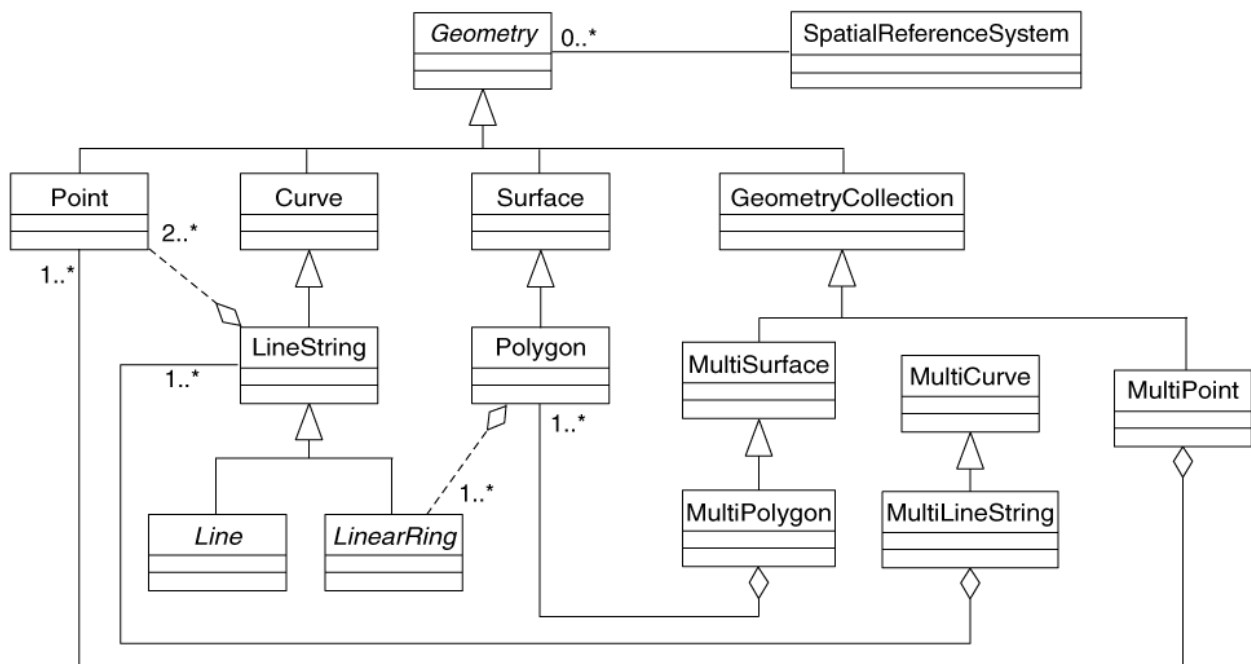 Geometry
0..*
SpatialReferenceSystem
Point
Curve
Surface
GeometryCollection
2..*
1..*
LineString
Polygon
MultiSurface
MultiCurve
MultiPoint
1..*
1..*
1..*
Line
LinearRing
MultiPolygon
MultiLineString